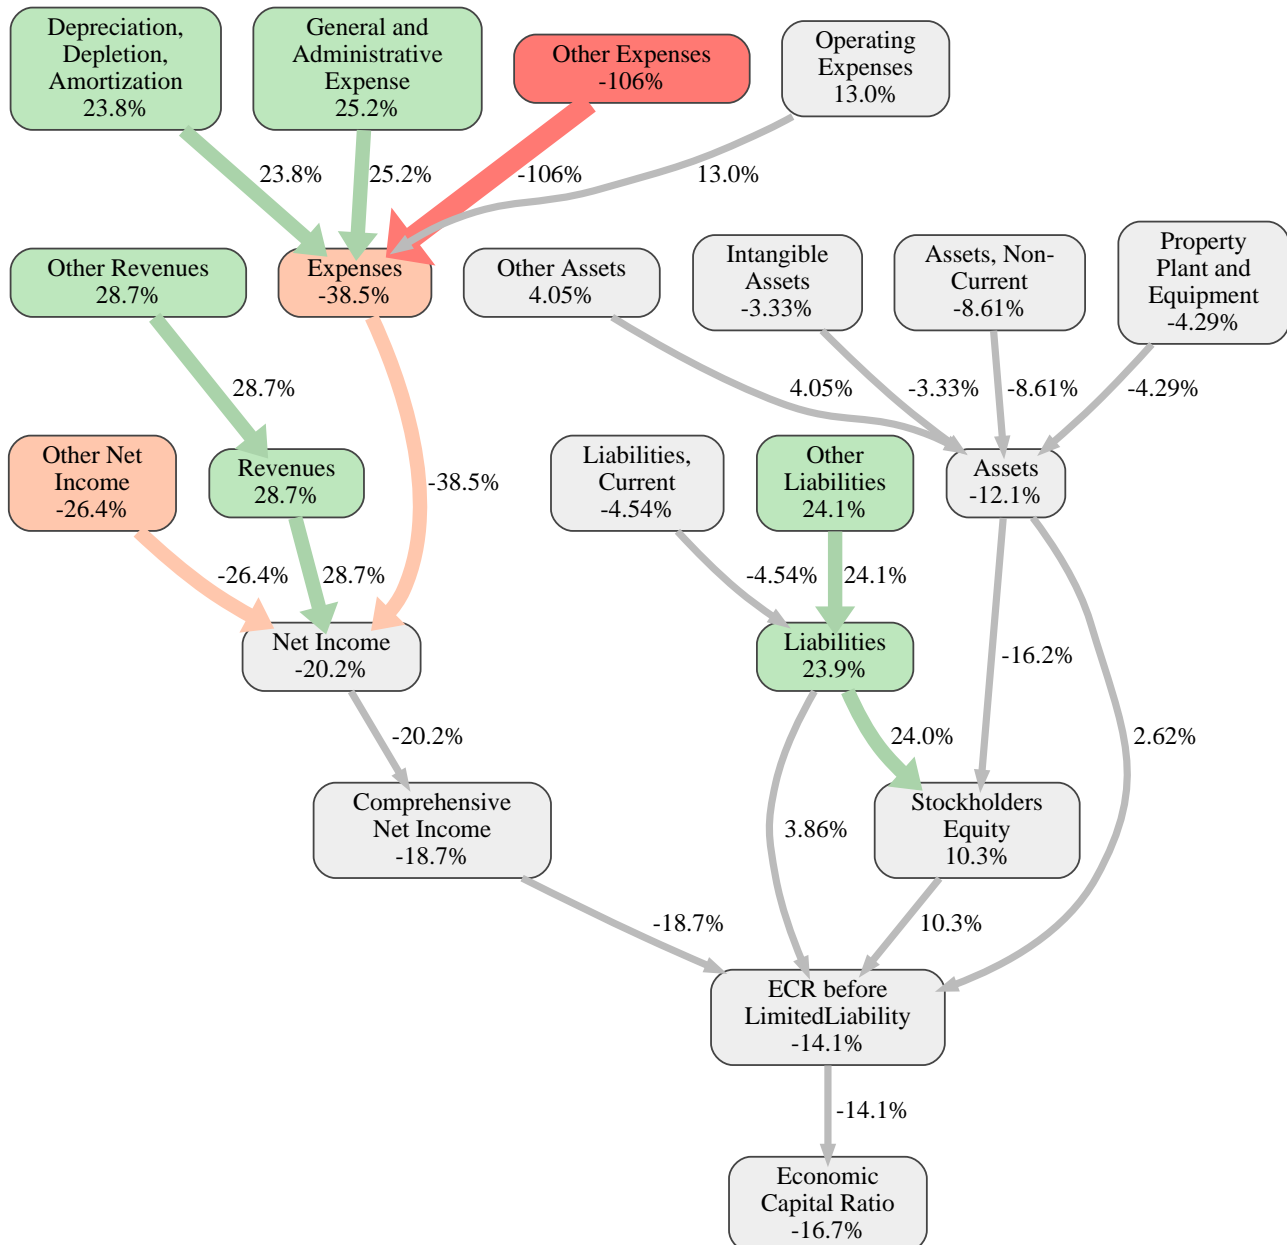 Depreciation,
Depletion,
Amortization
23.8%
General and
Administrative
Expense
25.2%
Other Expenses
-106%
Operating
Expenses
13.0%
23.8%
25.2%
-106%
13.0%
Other Revenues
28.7%
Expenses
-38.5%
Other Assets
4.05%
Intangible
Assets
-3.33%
Assets, Non-
Current
-8.61%
Property
Plant and
Equipment
-4.29%
28.7%
4.05%
-3.33%
-8.61%
-4.29%
Other Net
Income
-26.4%
Revenues
28.7%
-38.5%
Liabilities,
Current
-4.54%
Other
Liabilities
24.1%
Assets
-12.1%
-26.4%
28.7%
-4.54%
24.1%
Net Income
-20.2%
Liabilities
23.9%
-16.2%
-20.2%
24.0%
2.62%
Comprehensive
Net Income
-18.7%
3.86%
Stockholders
Equity
10.3%
-18.7%
10.3%
ECR before
LimitedLiability
-14.1%
-14.1%
Economic
Capital Ratio
-16.7%